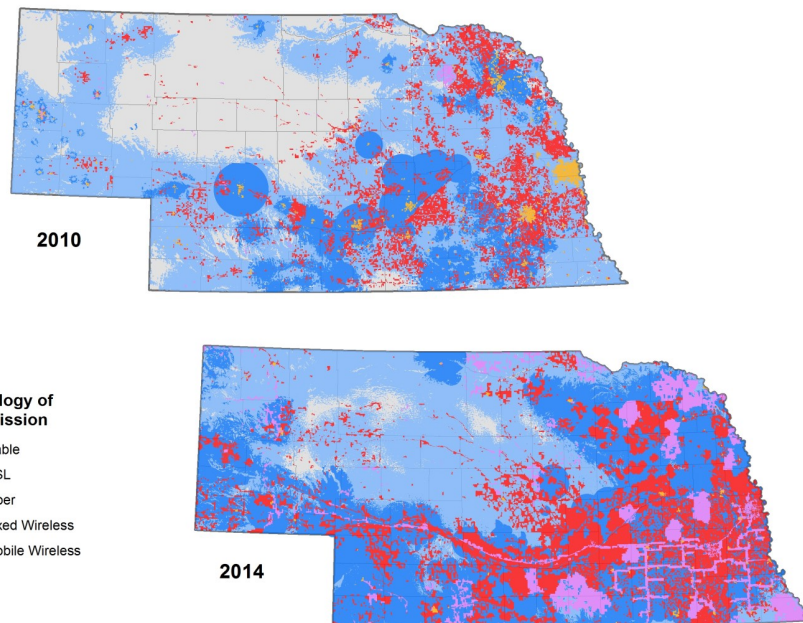 2010
logy of
ission
able
SL
ber
xed Wireless
obile Wireless
2014